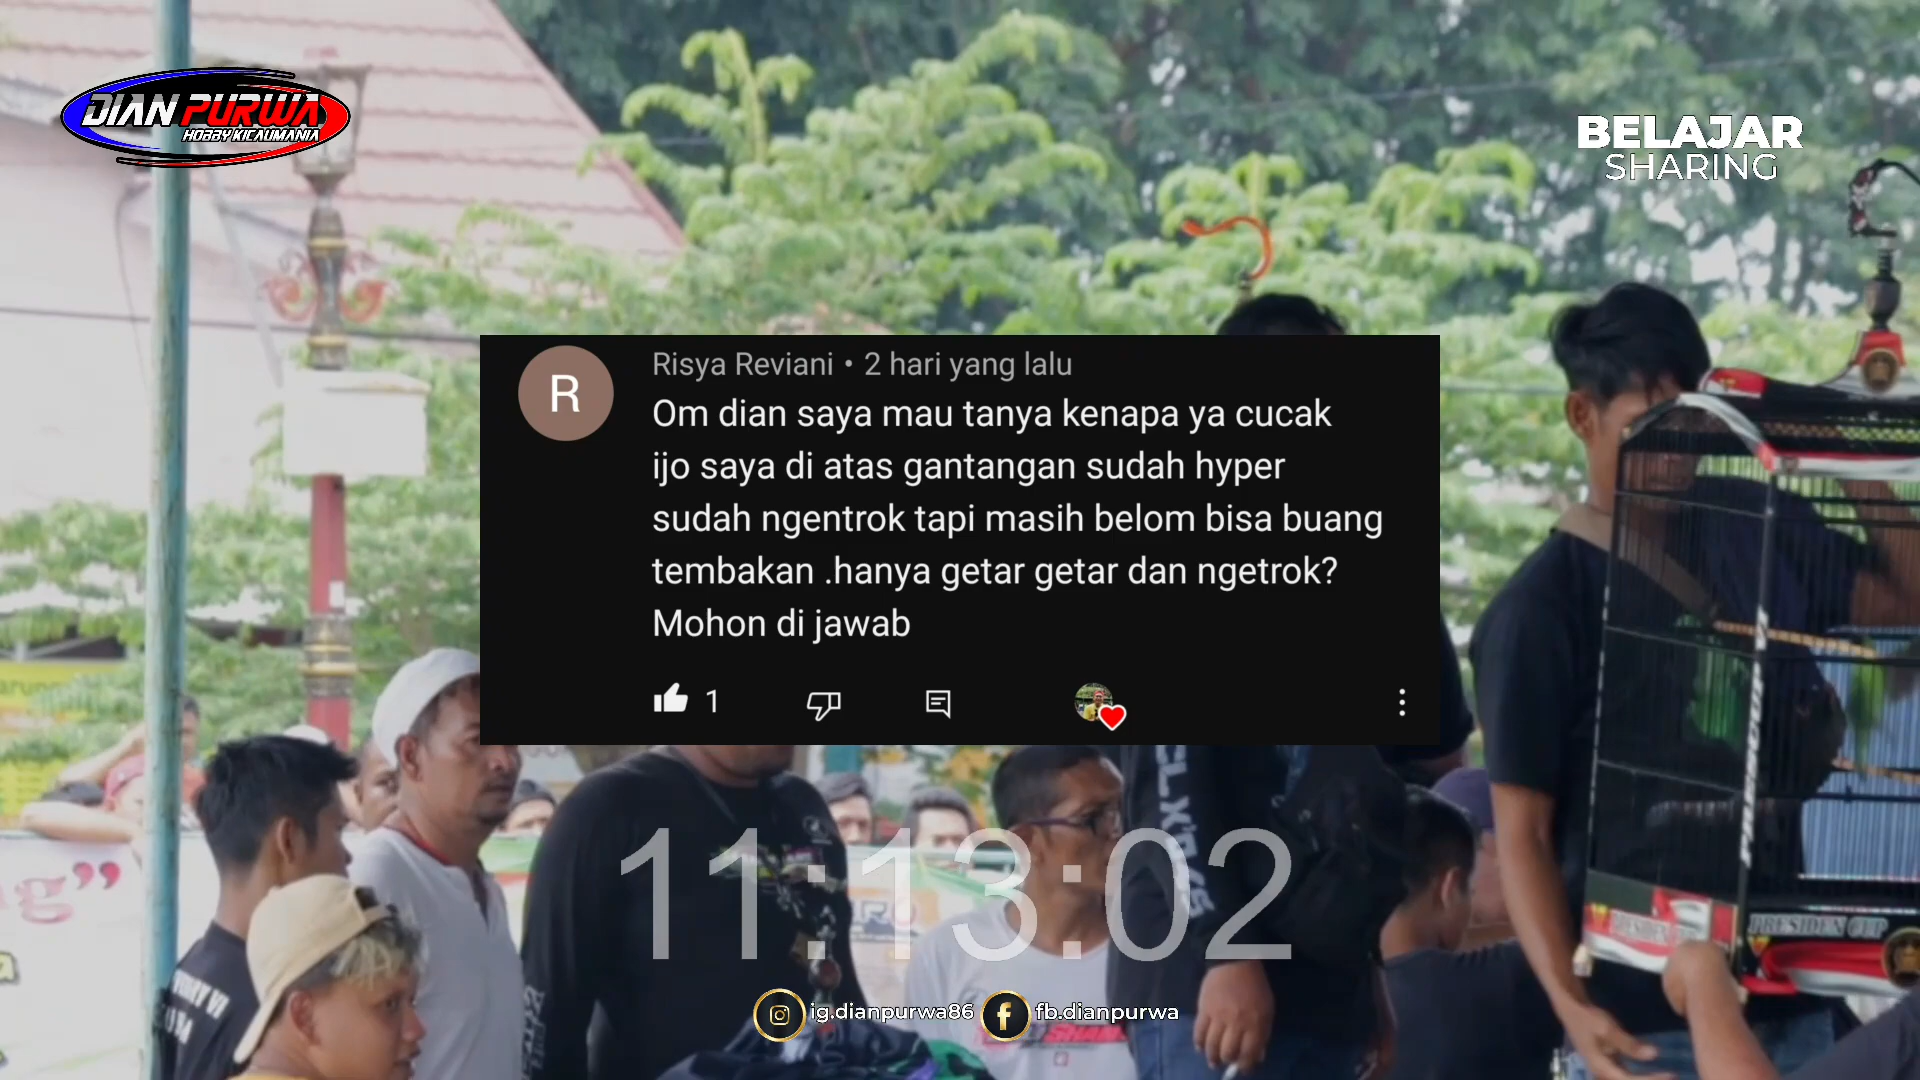 DIAN PURWA
HOBBY KICAUMANIA
BELAJAR
SHARING
R
Risya Reviani • 2 hari yang lalu
Om dian saya mau tanya kenapa ya cucak
ijo saya di atas gantangan sudah hyper
sudah ngentrok tapi masih belom bisa buang
tembakan .hanya getar getar dan ngetrok?
Mohon di jawab
1
11:13:02
PRESIDEN CUP
ig.dianpurwa86
fb.dianpurwa